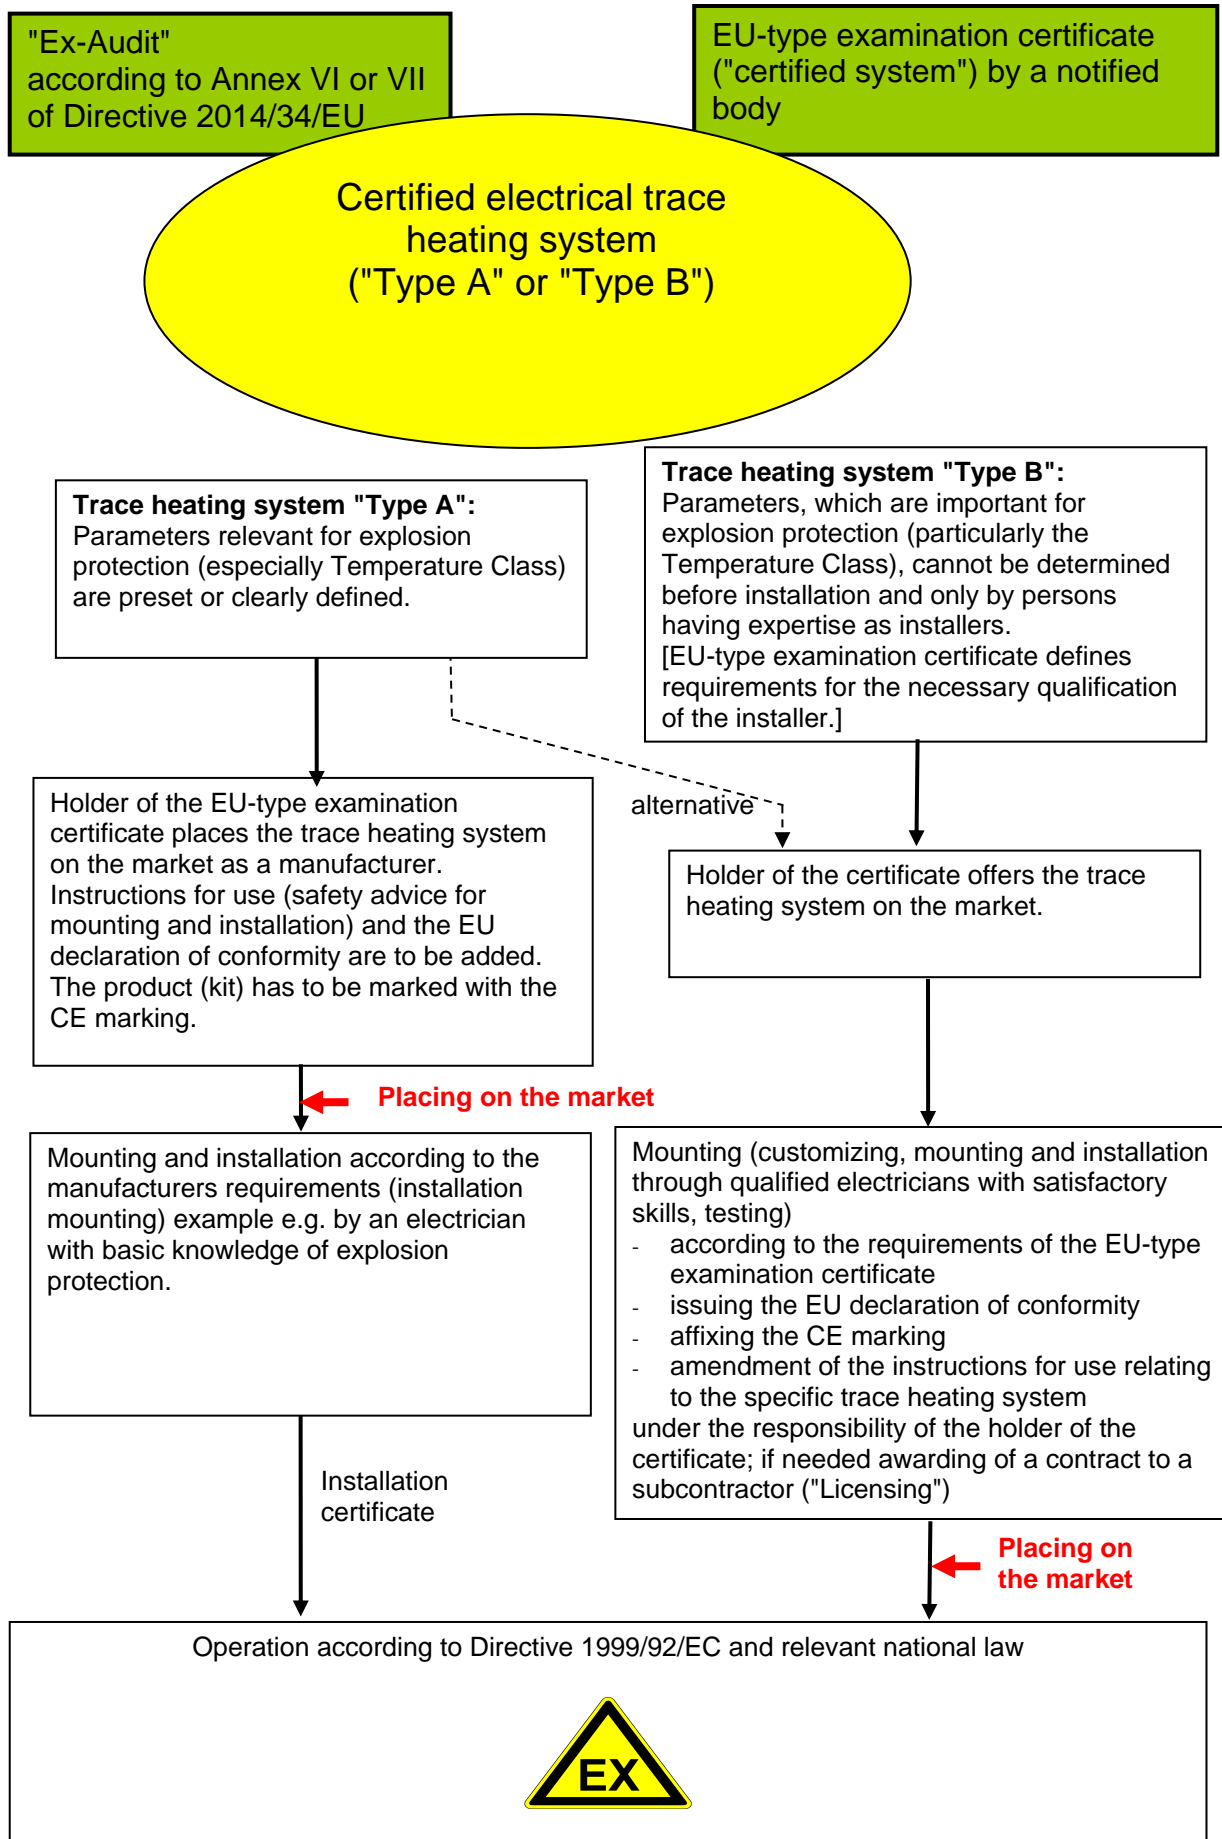 "Ex-Audit"
according to Annex VI or VII
of Directive 2014/34/EU
EU-type examination certificate
("certified system") by a notified
body
Certified electrical trace
heating system
("Type A" or "Type B")
Trace heating system "Type A":
Parameters relevant for explosion
protection (especially Temperature Class)
are preset or clearly defined.
Trace heating system "Type B":
Parameters, which are important for
explosion protection (particularly the
Temperature Class), cannot be determined
before installation and only by persons
having expertise as installers.
[EU-type examination certificate defines
requirements for the necessary qualification
of the installer.]
Holder of the EU-type examination
certificate places the trace heating system
on the market as a manufacturer.
Instructions for use (safety advice for
mounting and installation) and the EU
declaration of conformity are to be added.
The product (kit) has to be marked with the
CE marking.
alternative
Holder of the certificate offers the trace
heating system on the market.
Placing on the market
Mounting and installation according to the
manufacturers requirements (installation
mounting) example e.g. by an electrician
with basic knowledge of explosion
protection.
Mounting (customizing, mounting and installation
through qualified electricians with satisfactory
skills, testing)
- according to the requirements of the EU-type
examination certificate
- issuing the EU declaration of conformity
- affixing the CE marking
- amendment of the instructions for use relating
to the specific trace heating system
under the responsibility of the holder of the
certificate; if needed awarding of a contract to a
subcontractor ("Licensing")
Installation
certificate
Placing on
the market
Operation according to Directive 1999/92/EC and relevant national law
EX